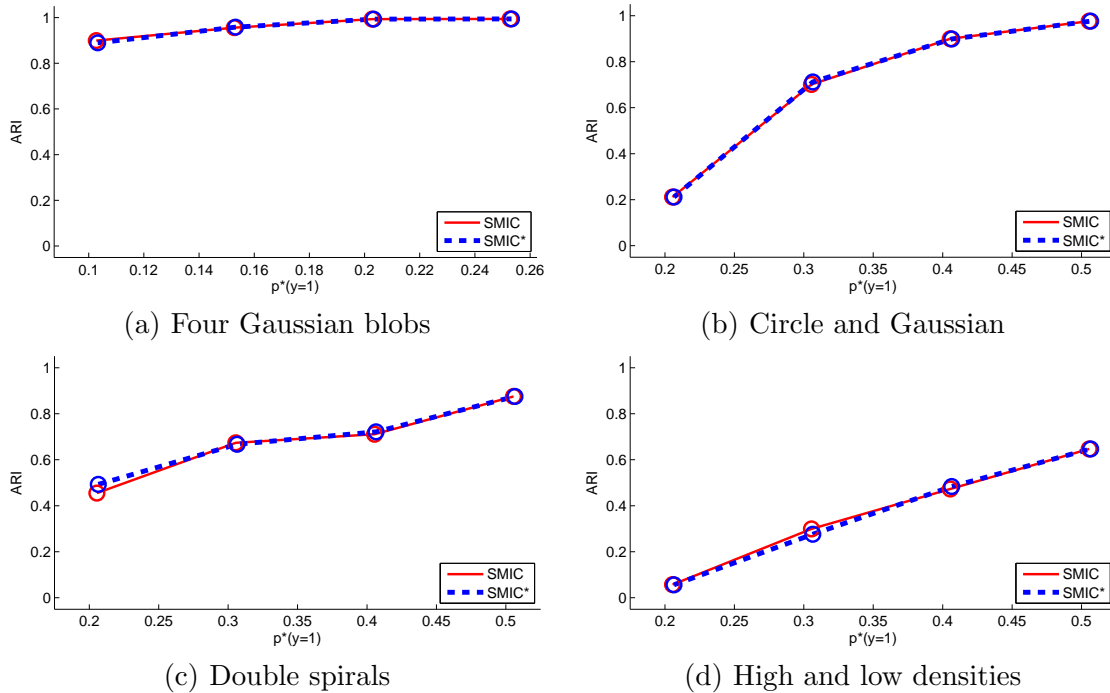 1
0.8
0.6
0.4
0.2
0
ARI
SMIC
SMIC*
0.1 0.12 0.14 0.16 0.18 0.2 0.22 0.24 0.26
p*(y=1)
(a) Four Gaussian blobs
1
0.8
0.6
0.4
0.2
0
ARI
SMIC
SMIC*
0.2 0.25 0.3 0.35 0.4 0.45 0.5
p*(y=1)
(b) Circle and Gaussian
1
0.8
0.6
0.4
0.2
0
ARI
SMIC
SMIC*
0.2 0.25 0.3 0.35 0.4 0.45 0.5
p*(y=1)
(c) Double spirals
1
0.8
0.6
0.4
0.2
0
ARI
SMIC
SMIC*
0.2 0.25 0.3 0.35 0.4 0.45 0.5
p*(y=1)
(d) High and low densities